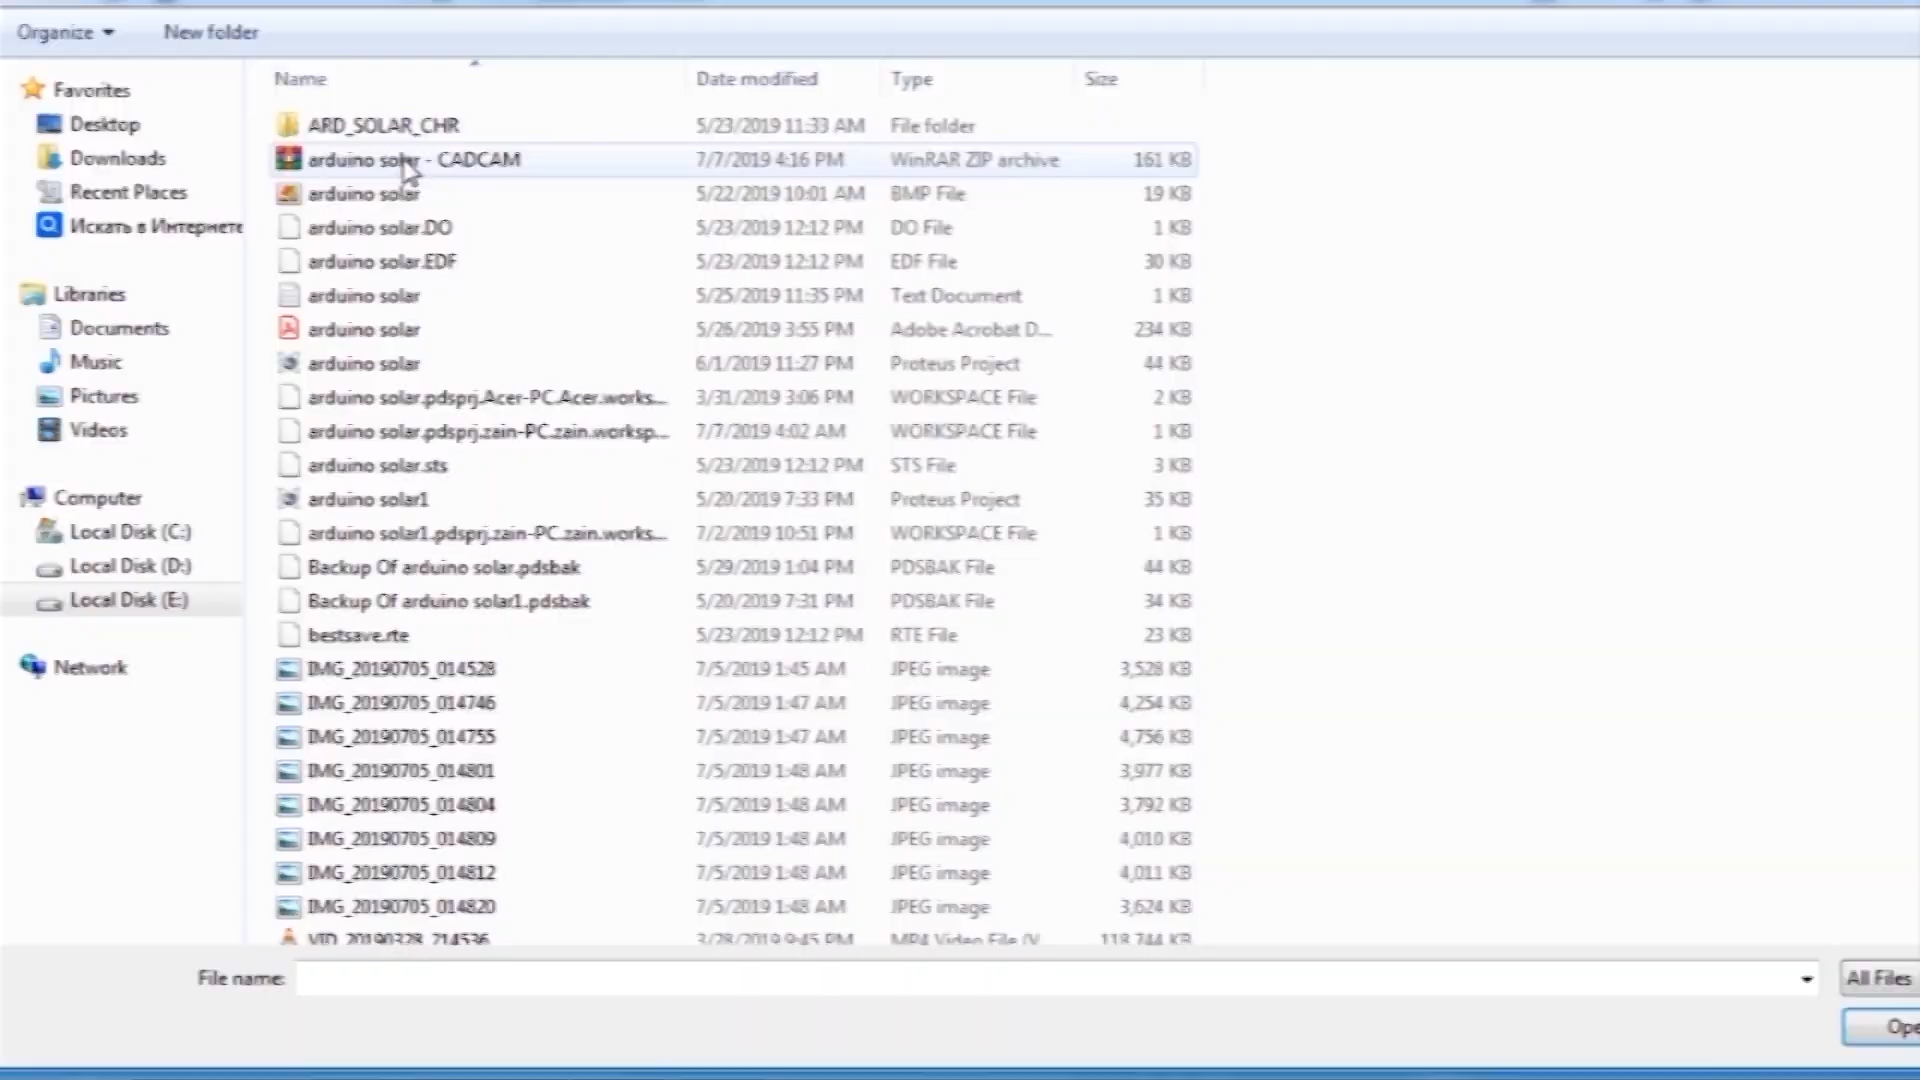 Organize New folder
Name Date modified Type Size
Favorites
Desktop
Downloads
Recent Places
Искать в Интернете
Libraries
Documents
Music
Pictures
Videos
Computer
Local Disk (C:)
Local Disk (D:)
Local Disk (E:)
Network
ARD_SOLAR_CHR 5/23/2019 11:33 AM File folder
arduino solar - CADCAM 7/7/2019 4:16 PM WinRAR ZIP archive 161 KB
arduino solar 5/22/2019 10:01 AM BMP File 19 KB
arduino solar.DO 5/23/2019 12:12 PM DO File 1 KB
arduino solar.EDF 5/23/2019 12:12 PM EDF File 30 KB
arduino solar 5/25/2019 11:35 PM Text Document 1 KB
arduino solar 5/26/2019 3:55 PM Adobe Acrobat D... 234 KB
arduino solar 6/1/2019 11:27 PM Proteus Project 44 KB
arduino solar.pdsprj.Acer-PC.Acer.works... 3/31/2019 3:06 PM WORKSPACE File 2 KB
arduino solar.pdsprj.zain-PC.zain.worksp... 7/7/2019 4:02 AM WORKSPACE File 1 KB
arduino solar.sts 5/23/2019 12:12 PM STS File 3 KB
arduino solar1 5/20/2019 7:33 PM Proteus Project 35 KB
arduino solar1.pdsprj.zain-PC.zain.works... 7/2/2019 10:51 PM WORKSPACE File 1 KB
Backup Of arduino solar.pdsbak 5/29/2019 1:04 PM PDSBAK File 44 KB
Backup Of arduino solar1.pdsbak 5/20/2019 7:31 PM PDSBAK File 34 KB
bestsave.rte 5/23/2019 12:12 PM RTE File 23 KB
IMG_20190705_014528 7/5/2019 1:45 AM JPEG image 3,528 KB
IMG_20190705_014746 7/5/2019 1:47 AM JPEG image 4,254 KB
IMG_20190705_014755 7/5/2019 1:47 AM JPEG image 4,756 KB
IMG_20190705_014801 7/5/2019 1:48 AM JPEG image 3,977 KB
IMG_20190705_014804 7/5/2019 1:48 AM JPEG image 3,792 KB
IMG_20190705_014809 7/5/2019 1:48 AM JPEG image 4,010 KB
IMG_20190705_014812 7/5/2019 1:48 AM JPEG image 4,011 KB
IMG_20190705_014820 7/5/2019 1:48 AM JPEG image 3,624 KB
VID_20190328_214536 3/28/2019 9:45 PM MP4 Video File (V 118,744 KB
File name: All Files
Ope